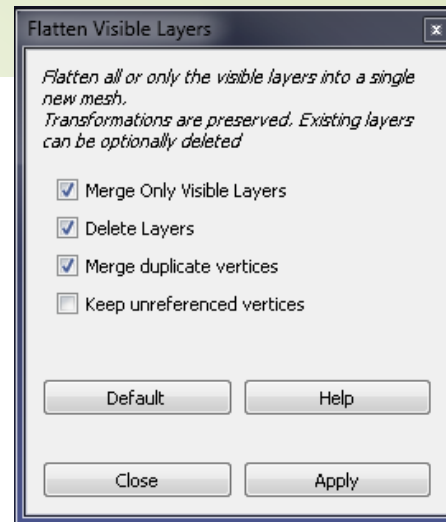 Flatten Visible Layers
Flatten all or only the visible layers into a single
new mesh.
Transformations are preserved. Existing layers
can be optionally deleted
Merge Only Visible Layers
Delete Layers
Merge duplicate vertices
Keep unreferenced vertices
Default Help
Close Apply